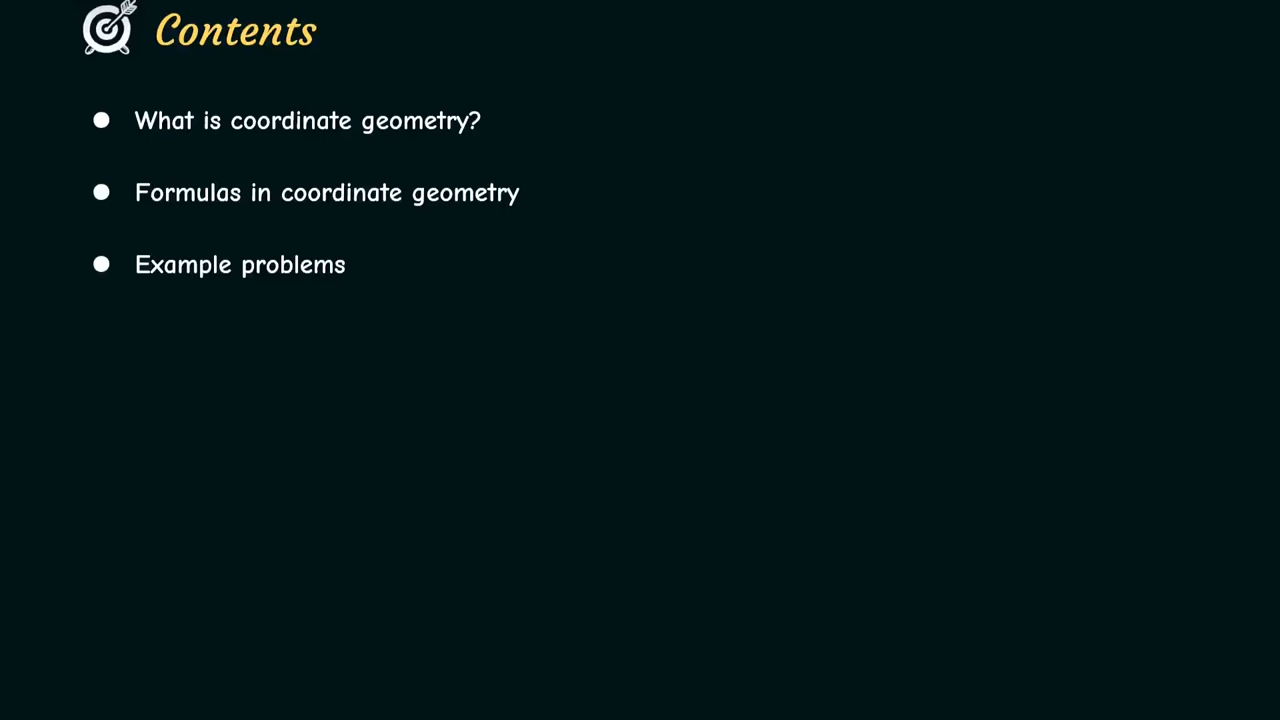 Contents
● What is coordinate geometry?
● Formulas in coordinate geometry
● Example problems